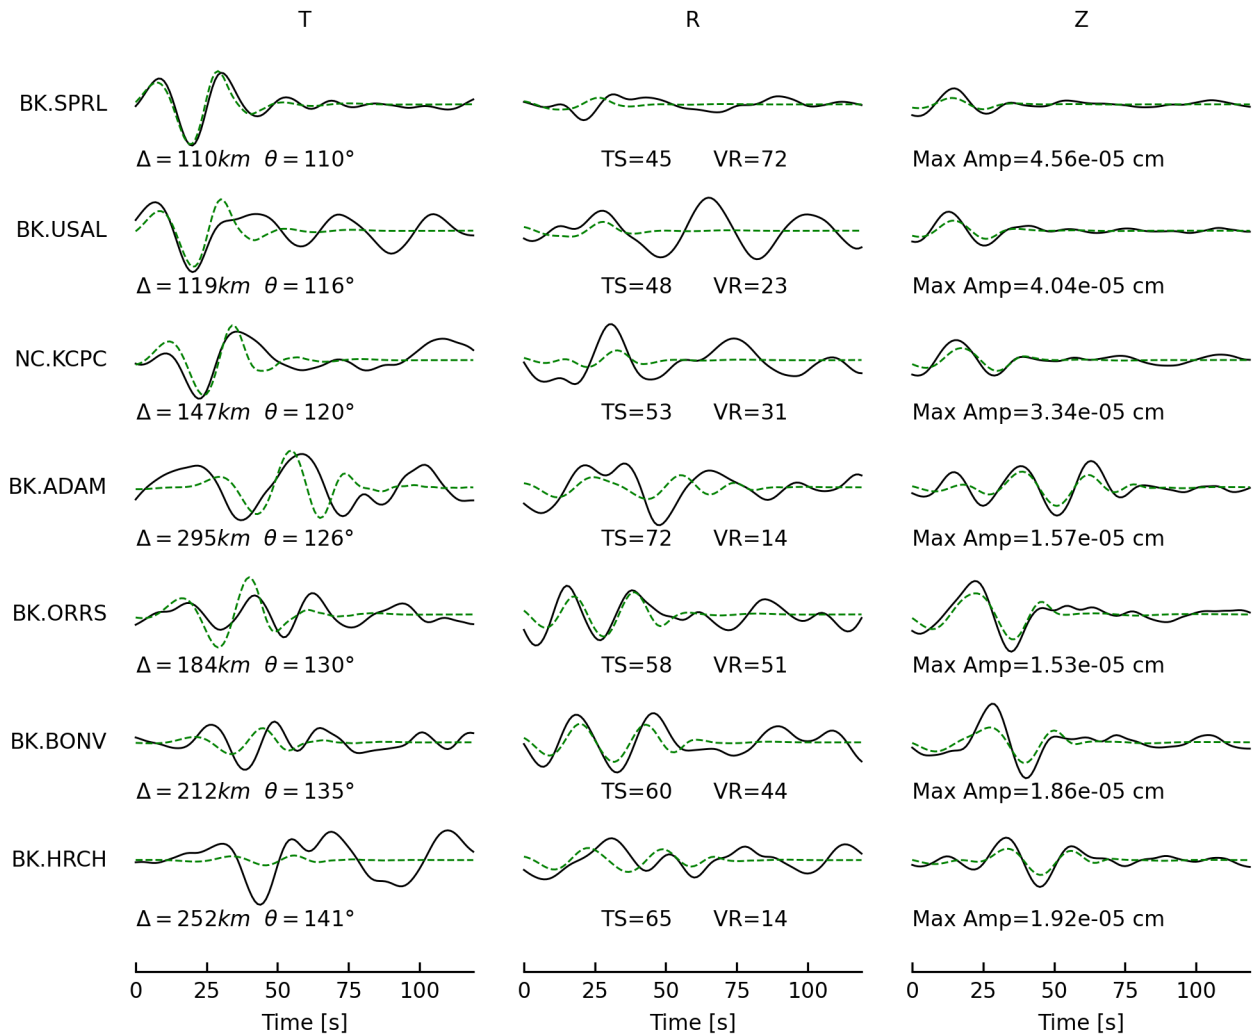 T R Z
BK.SPRL
Δ = 110km θ = 110° TS=45 VR=72 Max Amp=4.56e-05 cm
BK.USAL
Δ = 119km θ = 116° TS=48 VR=23 Max Amp=4.04e-05 cm
NC.KCPC
Δ = 147km θ = 120° TS=53 VR=31 Max Amp=3.34e-05 cm
BK.ADAM
Δ = 295km θ = 126° TS=72 VR=14 Max Amp=1.57e-05 cm
BK.ORRS
Δ = 184km θ = 130° TS=58 VR=51 Max Amp=1.53e-05 cm
BK.BONV
Δ = 212km θ = 135° TS=60 VR=44 Max Amp=1.86e-05 cm
BK.HRCH
Δ = 252km θ = 141° TS=65 VR=14 Max Amp=1.92e-05 cm
0 25 50 75 100 0 25 50 75 100 0 25 50 75 100
Time [s] Time [s] Time [s]